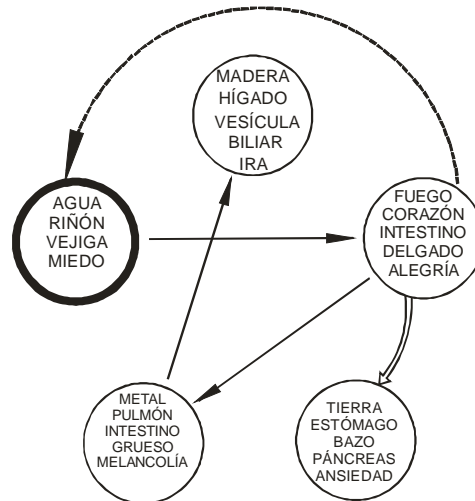 MADERA
HÍGADO
VESÍCULA
BILIAR
IRA
AGUA
RIÑÓN
VEJIGA
MIEDO
FUEGO
CORAZÓN
INTESTINO
DELGADO
ALEGRÍA
METAL
PULMÓN
INTESTINO
GRUESO
MELANCOLÍA
TIERRA
ESTÓMAGO
BAZO
PÁNCREAS
ANSIEDAD